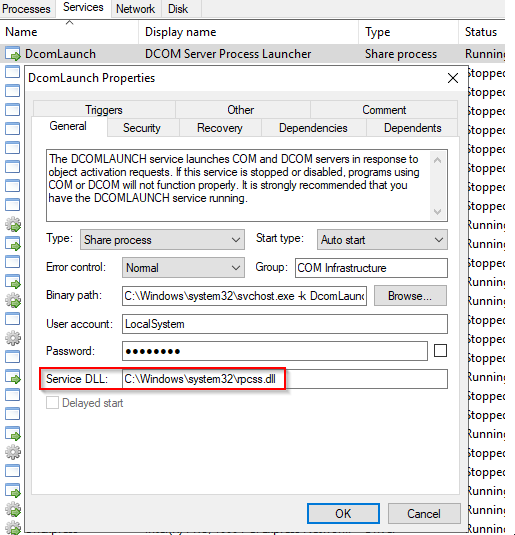 Processes Services Network Disk
Name Display name Type Status
DcomLaunch DCOM Server Process Launcher Share process Running
DcomLaunch Properties
Triggers Other Comment
General Security Recovery Dependencies Dependents
The DCOMLAUNCH service launches COM and DCOM servers in response to
object activation requests. If this service is stopped or disabled, programs using
COM or DCOM will not function properly. It is strongly recommended that you
have the DCOMLAUNCH service running.
Type: Share process Start type: Auto start
Error control: Normal Group: COM Infrastructure
Binary path: C:\Windows\system32\svchost.exe -k DcomLaunc Browse...
User account: LocalSystem
Password: ●●●●●●●●
Service DLL: C:\Windows\system32\rpcss.dll
Delayed start
OK Cancel
Stopped
Stopped
Stopped
Stopped
Stopped
Stopped
Stopped
Running
Running
Stopped
Running
Running
Stopped
Running
Stopped
Running
Stopped
Running
Stopped
Stopped
Running
Running
Running